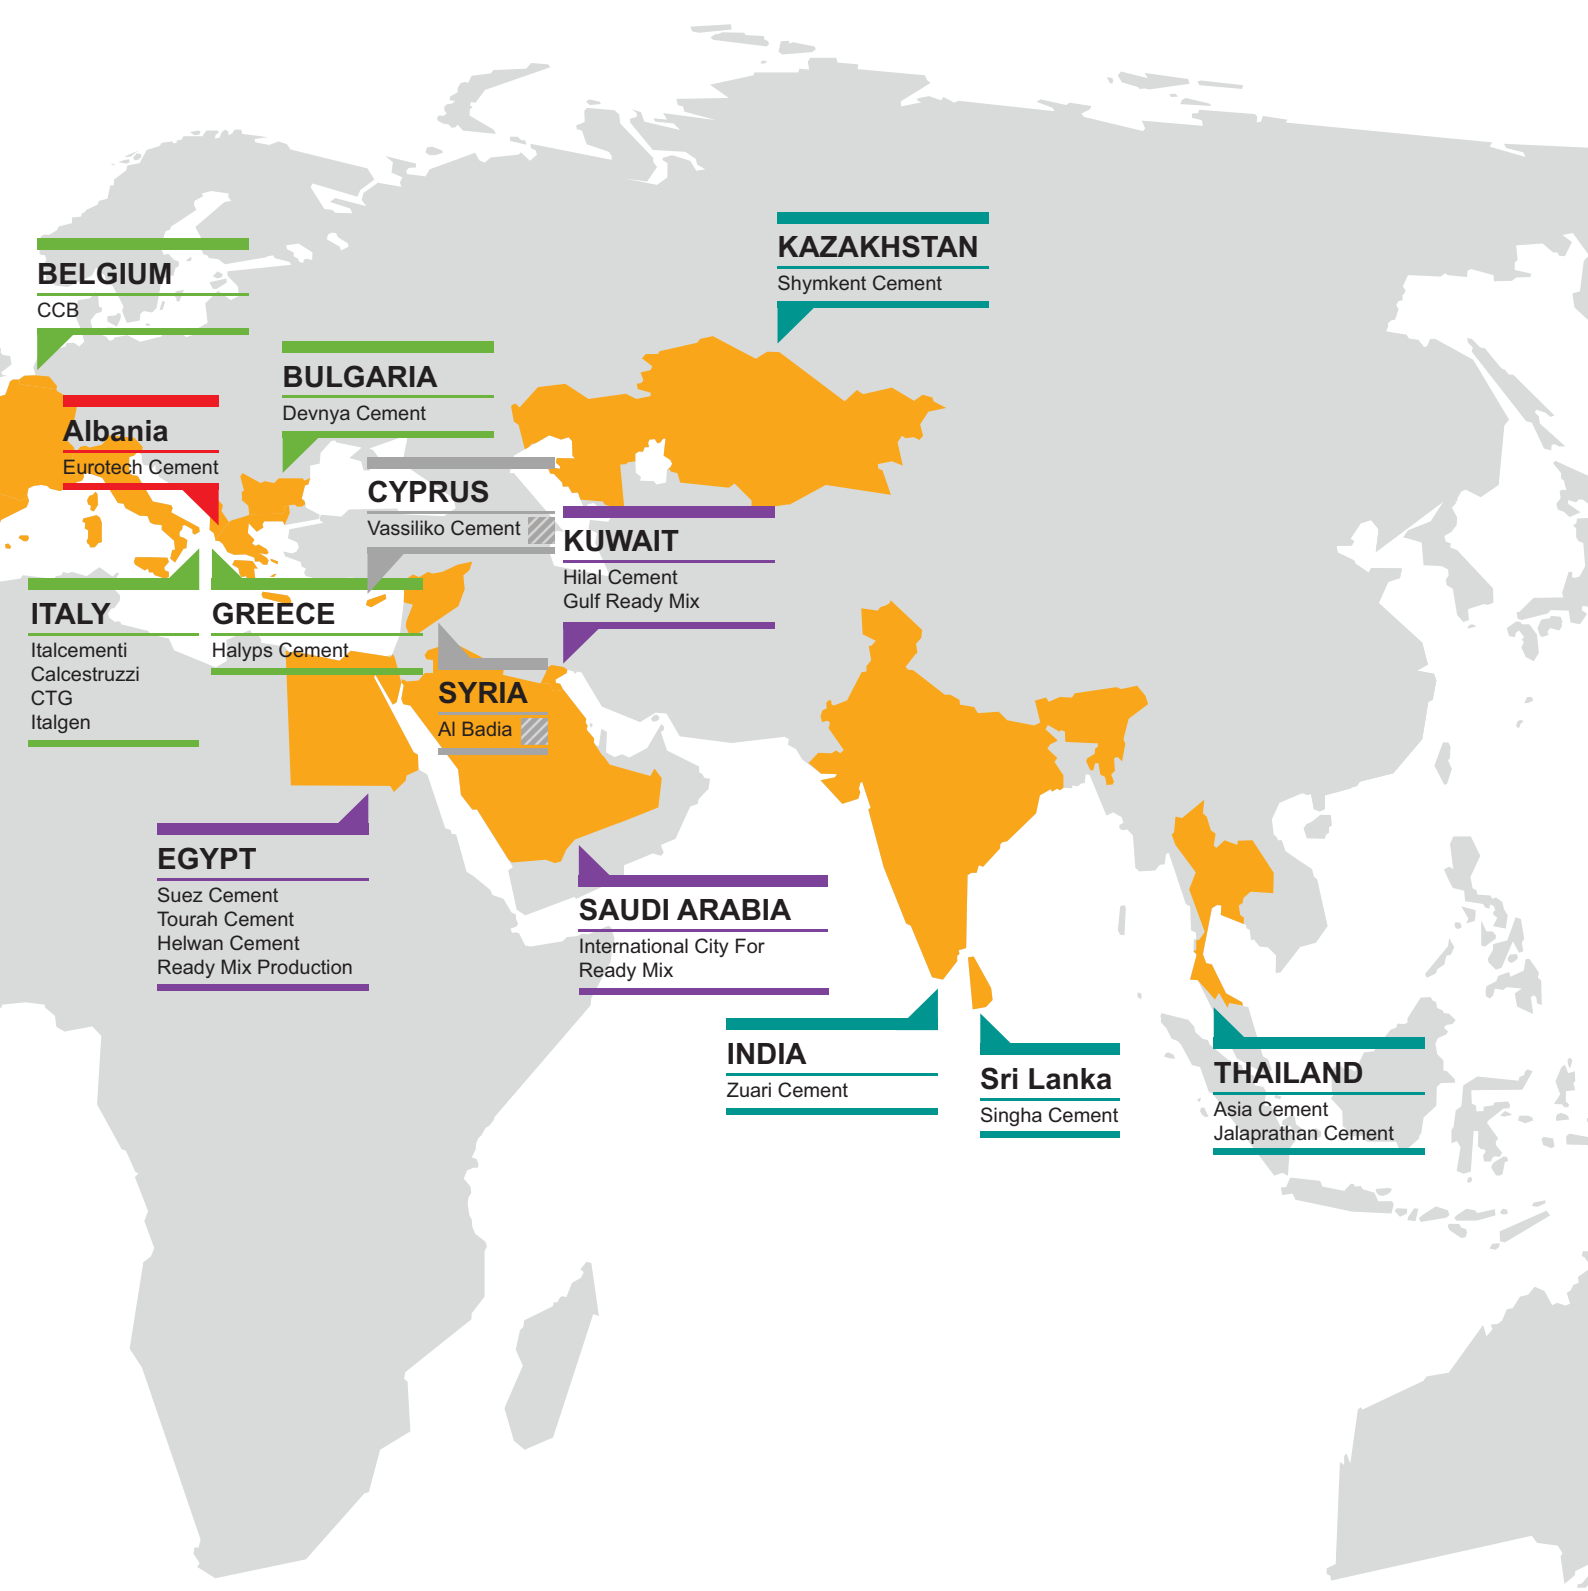 KAZAKHSTAN
Shymkent Cement
BELGIUM
CCB
BULGARIA
Devnya Cement
Albania
Eurotech Cement
CYPRUS
Vassiliko Cement
KUWAIT
Hilal Cement
Gulf Ready Mix
ITALY
Italcementi
Calcestruzzi
CTG
Italgen
GREECE
Halyps Cement
SYRIA
Al Badia
EGYPT
Suez Cement
Tourah Cement
Helwan Cement
Ready Mix Production
SAUDI ARABIA
International City For
Ready Mix
INDIA
Zuari Cement
Sri Lanka
Singha Cement
THAILAND
Asia Cement
Jalaprathan Cement